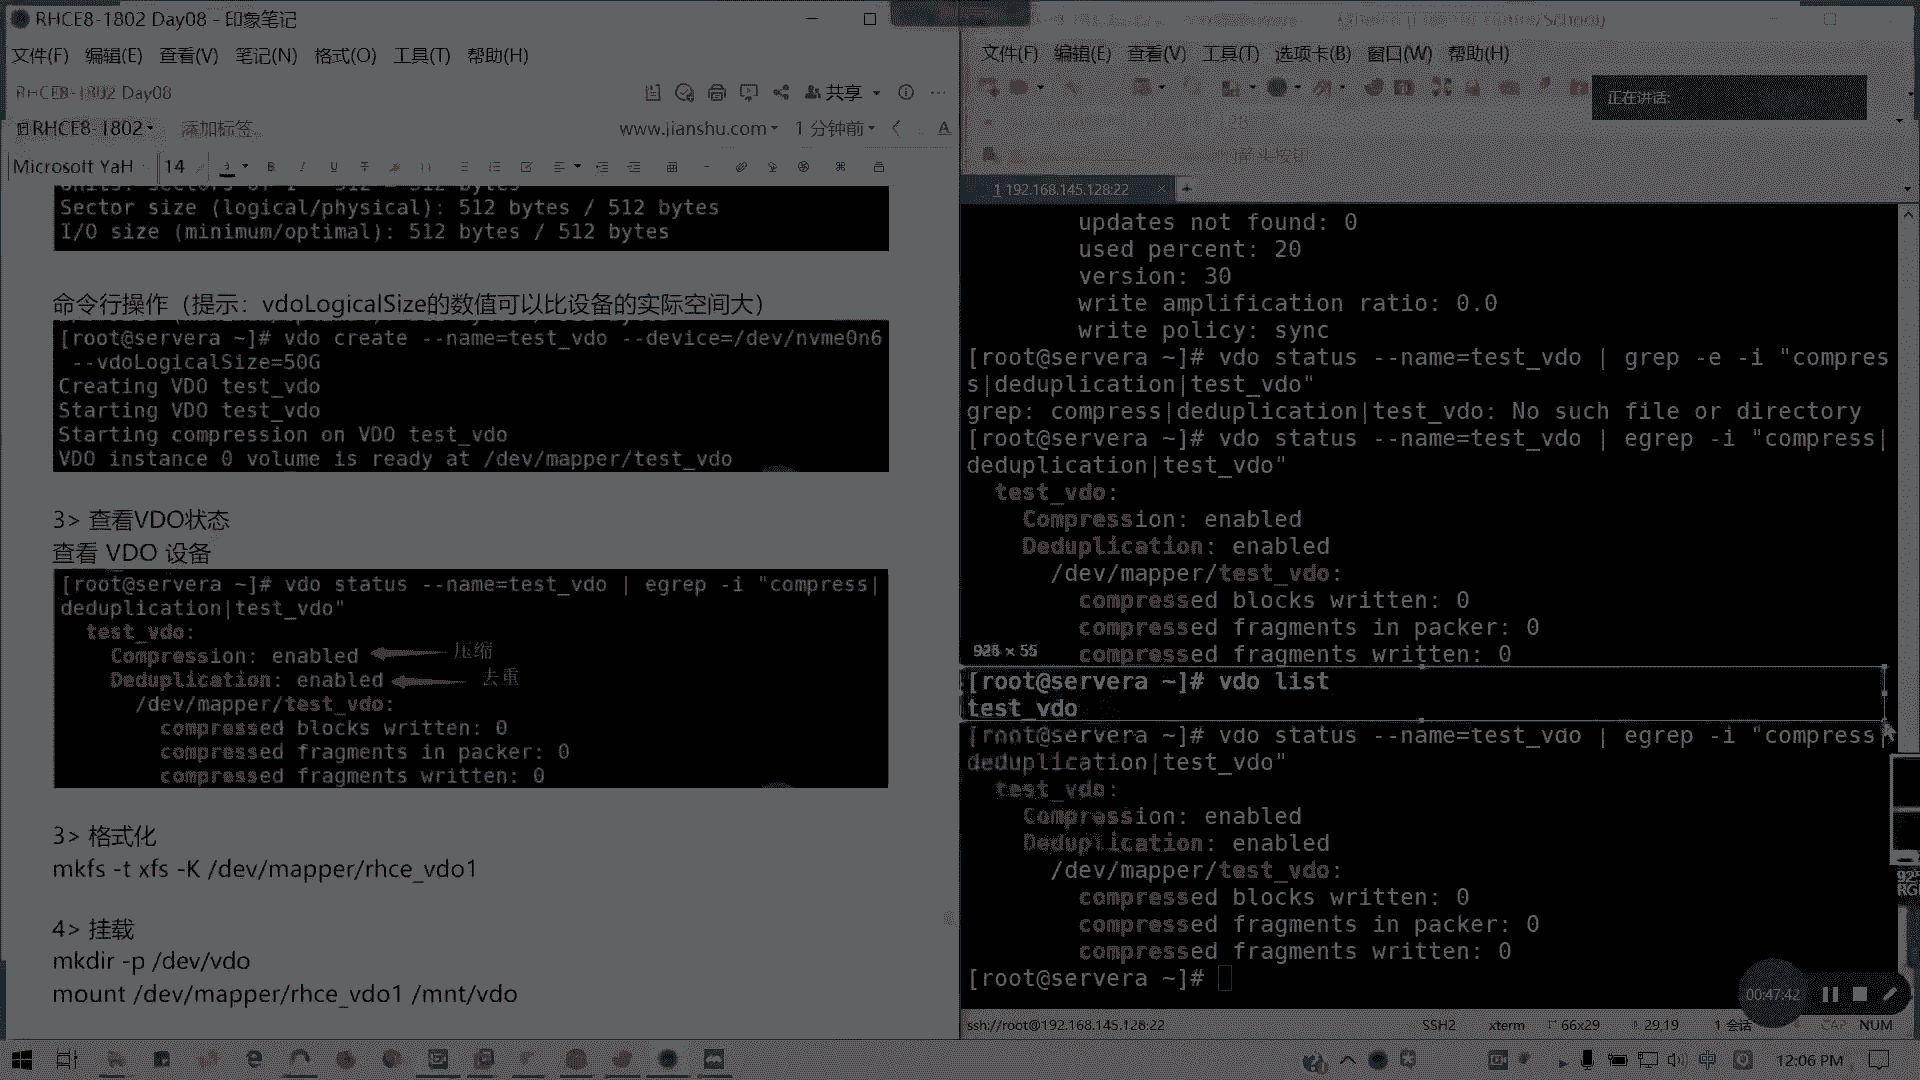 RHCE8-1802 Day08 - 印象笔记
文件(F) 编辑(E) 查看(V) 笔记(N) 格式(O) 工具(T) 帮助(H)
RHCE8-1802 Day08
共享
RHCE8-1802
添加标签
www.jianshu.com
1 分钟前
Microsoft YaH
14
Sector size (logical/physical): 512 bytes / 512 bytes
I/O size (minimum/optimal): 512 bytes / 512 bytes
命令行操作（提示：vdoLogicalSize的数值可以比设备的实际空间大）
[root@servera ~]# vdo create --name=test_vdo --device=/dev/nvme0n6
--vdoLogicalSize=50G
Creating VDO test_vdo
Starting VDO test_vdo
Starting compression on VDO test_vdo
VDO instance 0 volume is ready at /dev/mapper/test_vdo
3> 查看VDO状态
查看 VDO 设备
[root@servera ~]# vdo status --name=test_vdo | egrep -i "compress|
deduplication|test_vdo"
test_vdo:
Compression: enabled 压缩
Deduplication: enabled 去重
/dev/mapper/test_vdo:
compressed blocks written: 0
compressed fragments in packer: 0
compressed fragments written: 0
3> 格式化
mkfs -t xfs -K /dev/mapper/rhce_vdo1
4> 挂载
mkdir -p /dev/vdo
mount /dev/mapper/rhce_vdo1 /mnt/vdo
文件(F) 编辑(E) 查看(V) 工具(T) 选项卡(B) 窗口(W) 帮助(H)
正在讲话:
1 192.168.145.128:22
updates not found: 0
used percent: 20
version: 30
write amplification ratio: 0.0
write policy: sync
[root@servera ~]# vdo status --name=test_vdo | grep -e -i "compres
s|deduplication|test_vdo"
grep: compress|deduplication|test_vdo: No such file or directory
[root@servera ~]# vdo status --name=test_vdo | egrep -i "compress|
deduplication|test_vdo"
test_vdo:
Compression: enabled
Deduplication: enabled
/dev/mapper/test_vdo:
compressed blocks written: 0
compressed fragments in packer: 0
compressed fragments written: 0
[root@servera ~]# vdo list
test_vdo
[root@servera ~]# vdo status --name=test_vdo | egrep -i "compress|
deduplication|test_vdo"
test_vdo:
Compression: enabled
Deduplication: enabled
/dev/mapper/test_vdo:
compressed blocks written: 0
compressed fragments in packer: 0
compressed fragments written: 0
[root@servera ~]#
00:47:42
ssh://root@192.168.145.128:22
SSH2
xterm
66x29
29,19
1 会话
CAP NUM
中
12:06 PM